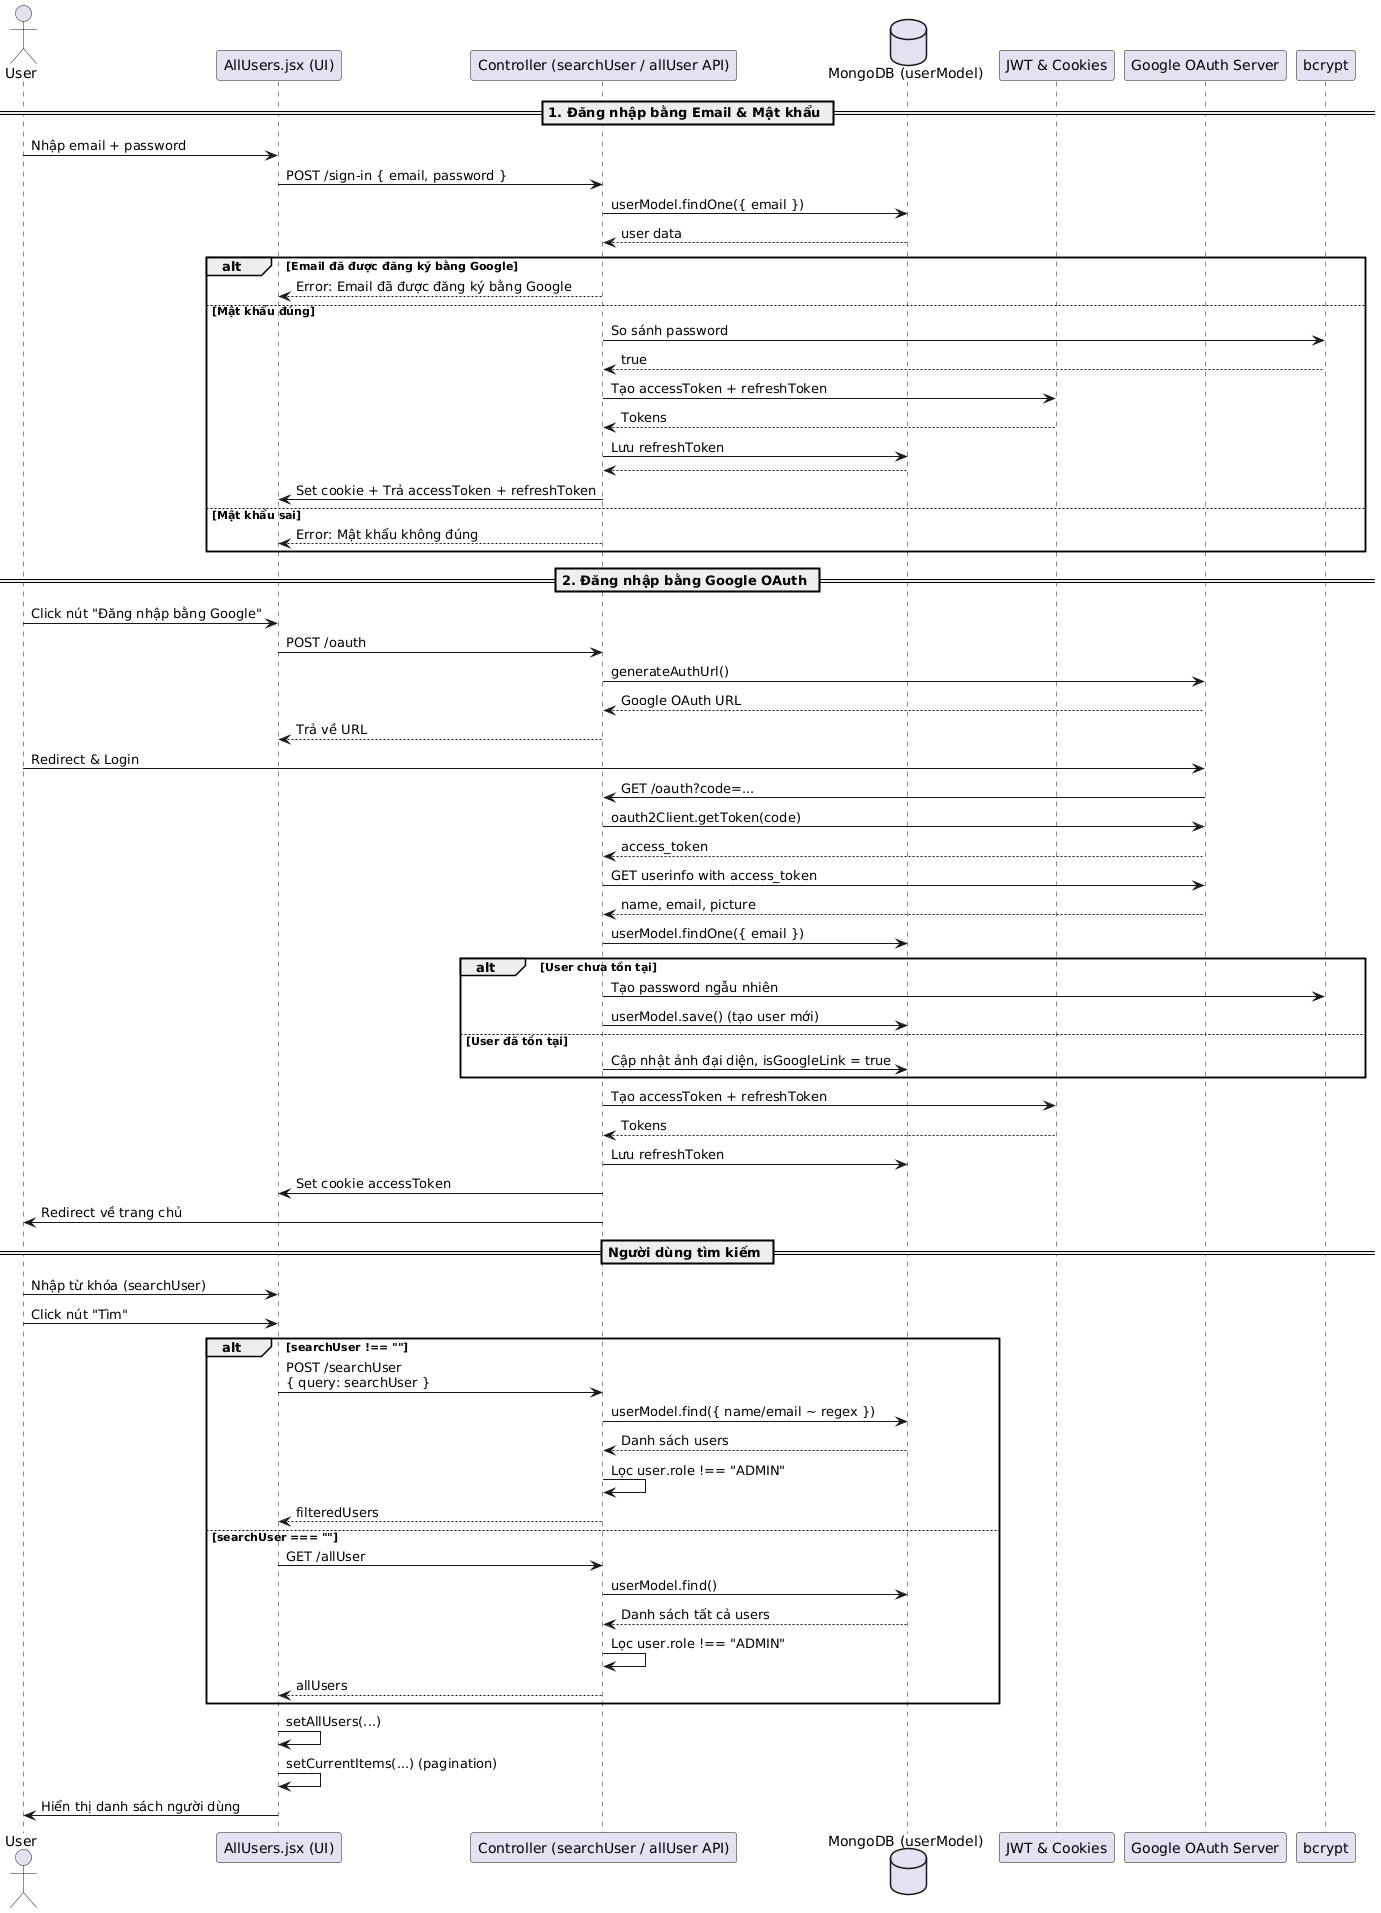 User
AllUsers.jsx (UI)
Controller (searchUser / allUser API)
MongoDB (userModel)
JWT & Cookies
Google OAuth Server
bcrypt
1. Đăng nhập bằng Email & Mật khẩu
Nhập email + password
POST /sign-in { email, password }
userModel.findOne({ email })
user data
alt [Email đã được đăng ký bằng Google]
Error: Email đã được đăng ký bằng Google
[Mật khẩu đúng]
So sánh password
true
Tạo accessToken + refreshToken
Tokens
Lưu refreshToken
Set cookie + Trả accessToken + refreshToken
[Mật khẩu sai]
Error: Mật khẩu không đúng
2. Đăng nhập bằng Google OAuth
Click nút "Đăng nhập bằng Google"
POST /oauth
generateAuthUrl()
Google OAuth URL
Trả về URL
Redirect & Login
GET /oauth?code=...
oauth2Client.getToken(code)
access_token
GET userinfo with access_token
name, email, picture
userModel.findOne({ email })
alt [User chưa tồn tại]
Tạo password ngẫu nhiên
userModel.save() (tạo user mới)
[User đã tồn tại]
Cập nhật ảnh đại diện, isGoogleLink = true
Tạo accessToken + refreshToken
Tokens
Lưu refreshToken
Set cookie accessToken
Redirect về trang chủ
Người dùng tìm kiếm
Nhập từ khóa (searchUser)
Click nút "Tìm"
alt [searchUser !== ""]
POST /searchUser
{ query: searchUser }
userModel.find({ name/email ~ regex })
Danh sách users
Lọc user.role !== "ADMIN"
filteredUsers
[searchUser === ""]
GET /allUser
userModel.find()
Danh sách tất cả users
Lọc user.role !== "ADMIN"
allUsers
setAllUsers(...)
setCurrentItems(...) (pagination)
Hiển thị danh sách người dùng
User
AllUsers.jsx (UI)
Controller (searchUser / allUser API)
MongoDB (userModel)
JWT & Cookies
Google OAuth Server
bcrypt